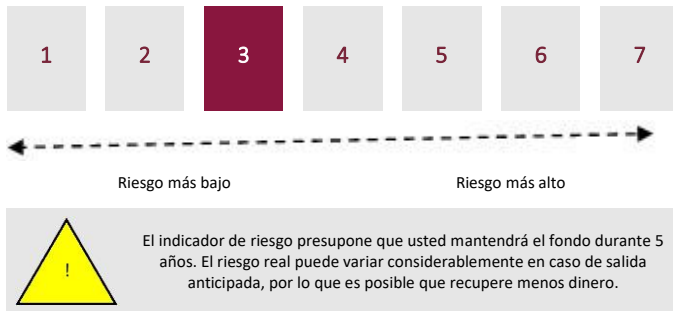 1 2 3 4 5 6 7
Riesgo más bajo Riesgo más alto
!
El indicador de riesgo presupone que usted mantendrá el fondo durante 5
años. El riesgo real puede variar considerablemente en caso de salida
anticipada, por lo que es posible que recupere menos dinero.